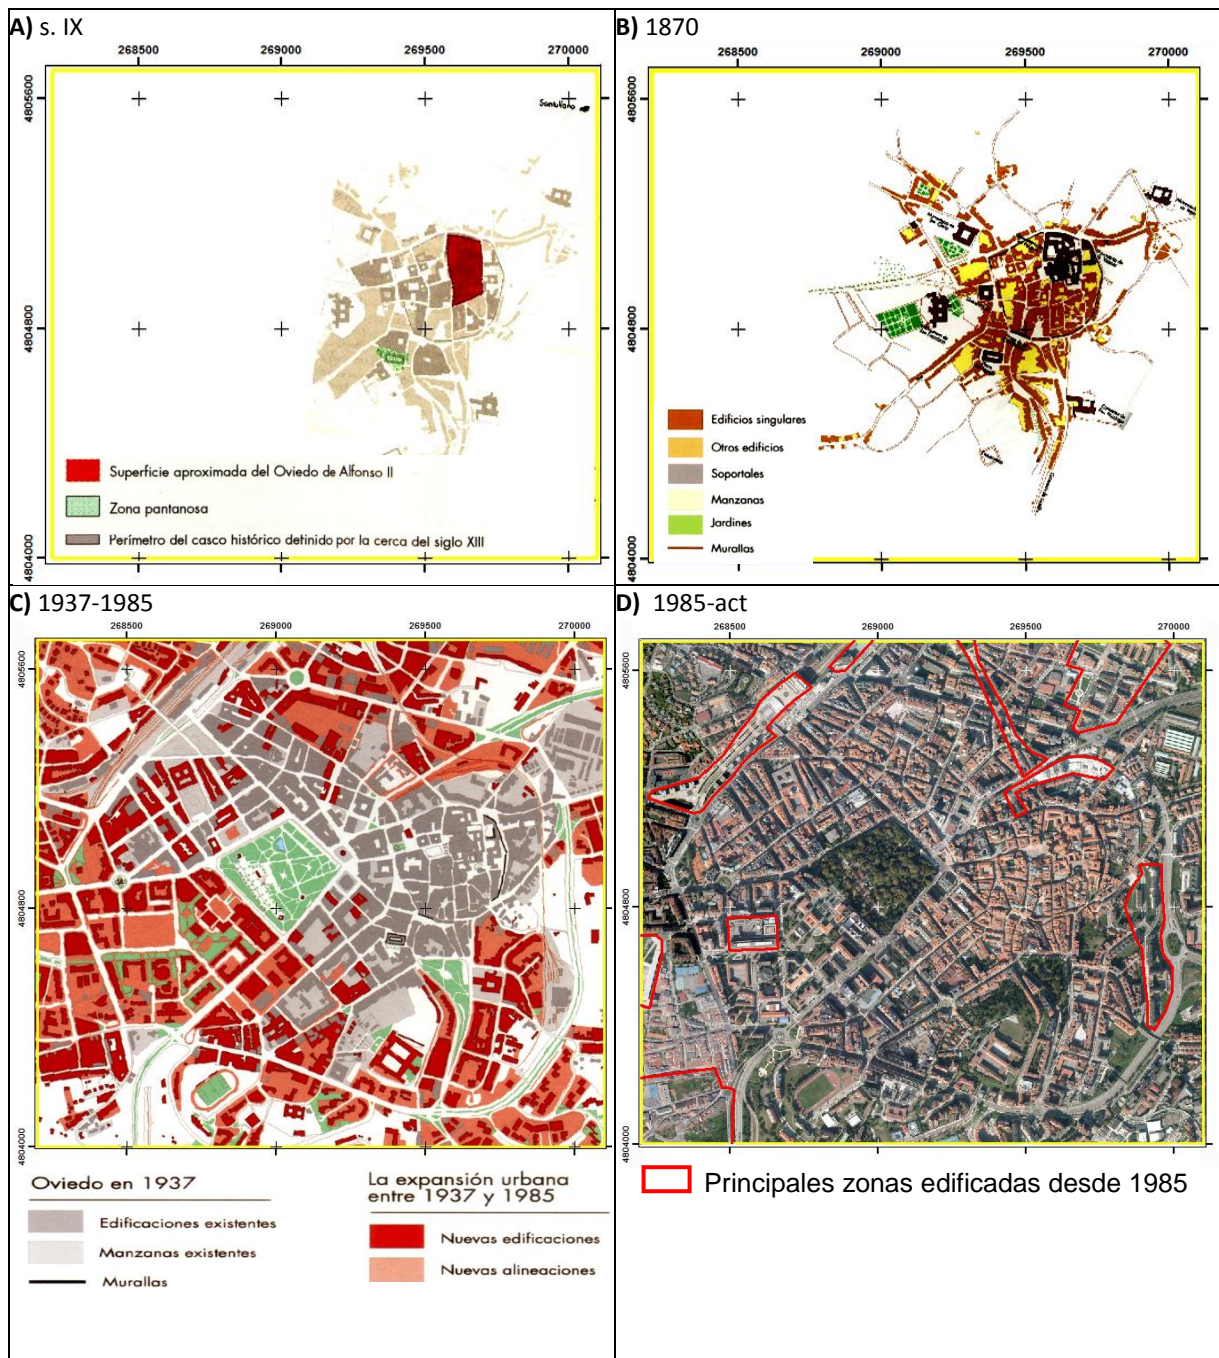 A) s. IX
268500 269000 269500 270000
4805600
4804800
4804000
Santullano
Superficie aproximada del Oviedo de Alfonso II
Zona pantanosa
Perímetro del casco histórico definido por la cerca del siglo XIII
B) 1870
268500 269000 269500 270000
4805600
4804800
4804000
Edificios singulares
Otros edificios
Soportales
Manzanas
Jardines
Murallas
C) 1937-1985
268500 269000 269500 270000
4805600
4804800
4804000
Oviedo en 1937
Edificaciones existentes
Manzanas existentes
Murallas
La expansión urbana
entre 1937 y 1985
Nuevas edificaciones
Nuevas alineaciones
D) 1985-act
268500 269000 269500 270000
4805600
4804800
4804000
Principales zonas edificadas desde 1985